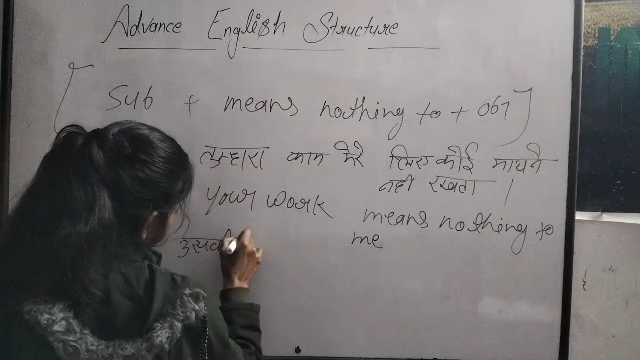 Advance English Structure
[Sub + means nothing to + obj]
तुम्हारा काम मेरे लिए कोई मायने
नहीं रखता |
your work means nothing to
me